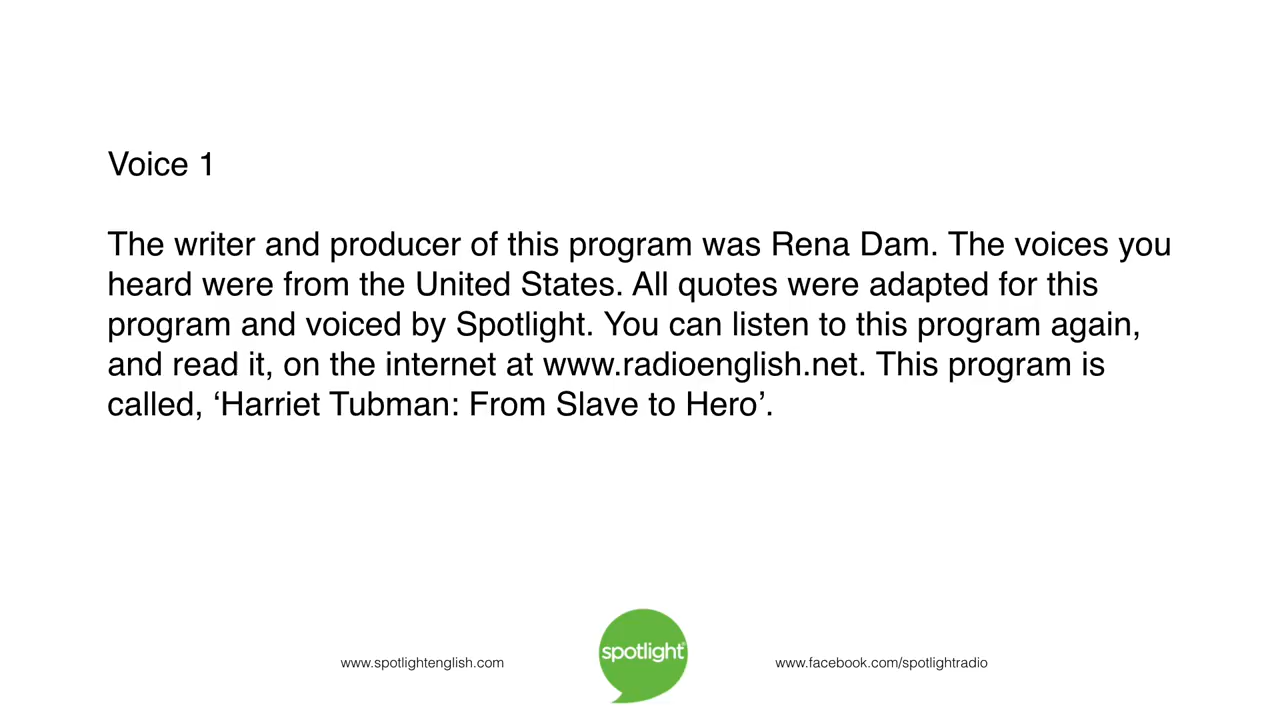 Voice 1
The writer and producer of this program was Rena Dam. The voices you
heard were from the United States. All quotes were adapted for this
program and voiced by Spotlight. You can listen to this program again,
and read it, on the internet at www.radioenglish.net. This program is
called, ‘Harriet Tubman: From Slave to Hero’.
www.spotlightenglish.com
spotlight
www.facebook.com/spotlightradio